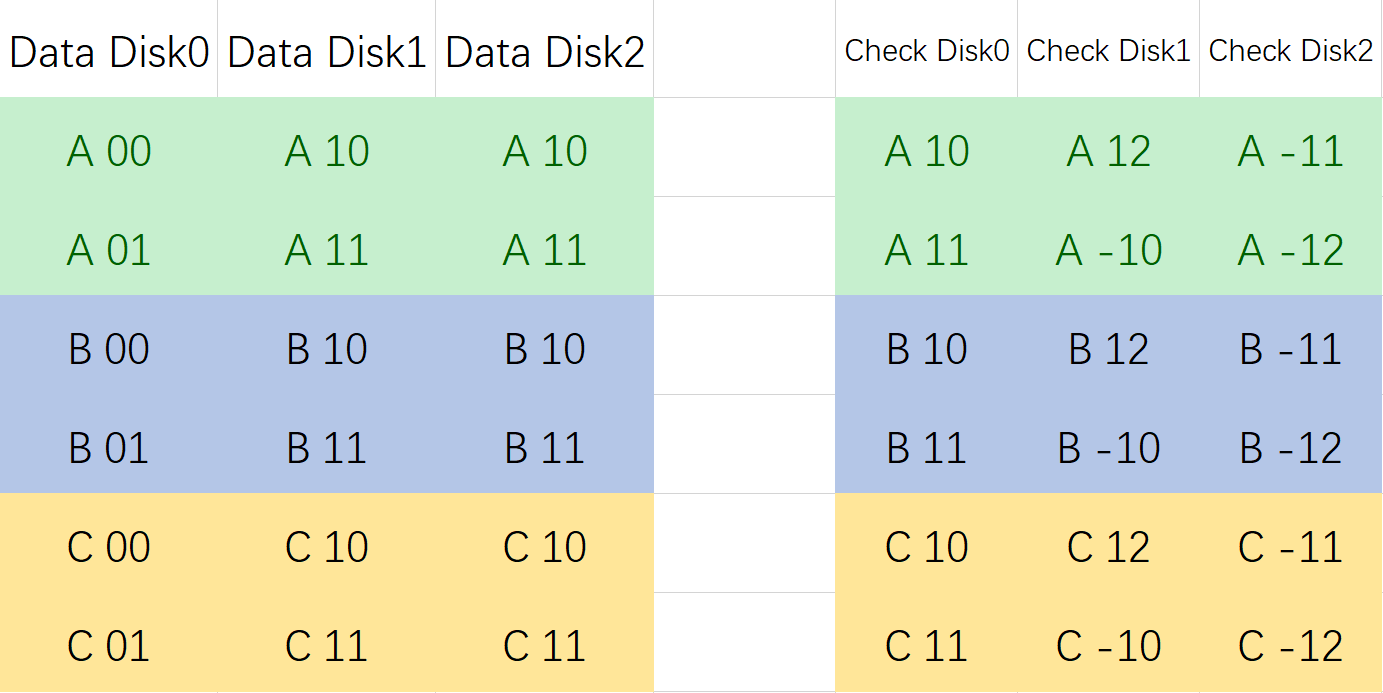 Data Disk0 Data Disk1 Data Disk2 Check Disk0 Check Disk1 Check Disk2
A 00 A 10 A 10 A 10 A 12 A -11
A 01 A 11 A 11 A 11 A -10 A -12
B 00 B 10 B 10 B 10 B 12 B -11
B 01 B 11 B 11 B 11 B -10 B -12
C 00 C 10 C 10 C 10 C 12 C -11
C 01 C 11 C 11 C 11 C -10 C -12